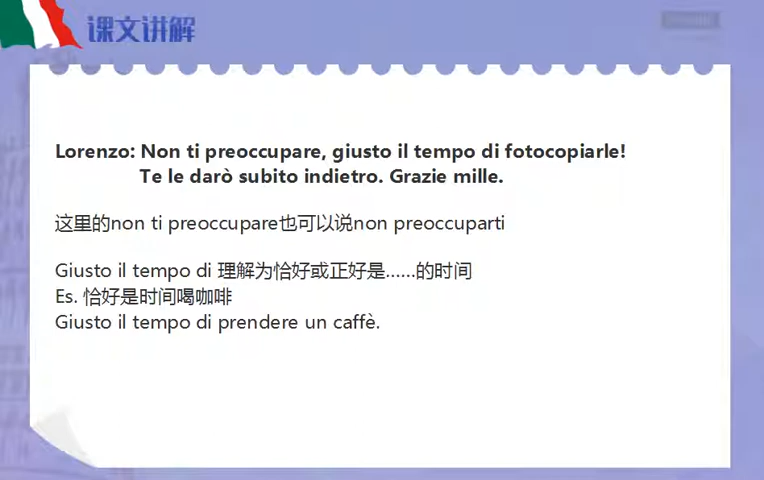 课文讲解
Lorenzo: Non ti preoccupare, giusto il tempo di fotocopiarle!
Te le darò subito indietro. Grazie mille.
这里的non ti preoccupare也可以说non preoccuparti
Giusto il tempo di 理解为恰好或正好是……的时间
Es. 恰好是时间喝咖啡
Giusto il tempo di prendere un caffè.